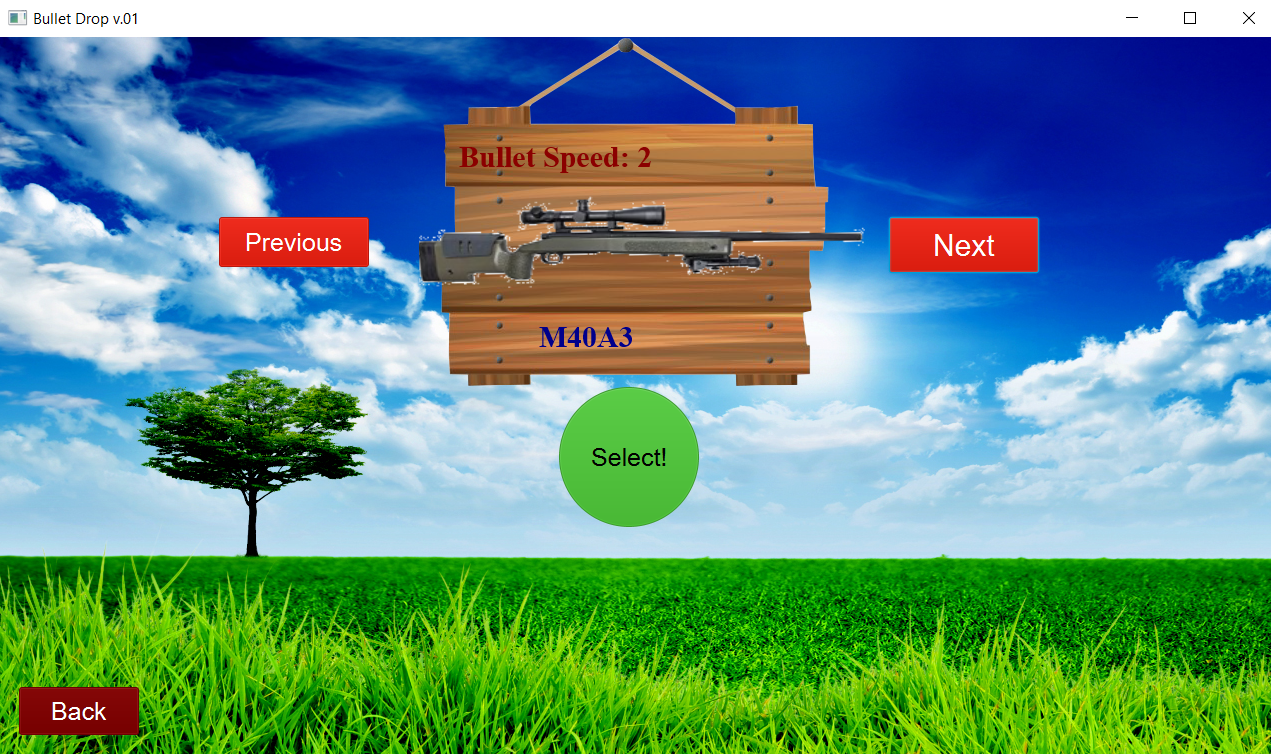 Bullet Drop v.01
Bullet Speed: 2
Previous
Next
M40A3
Select!
Back